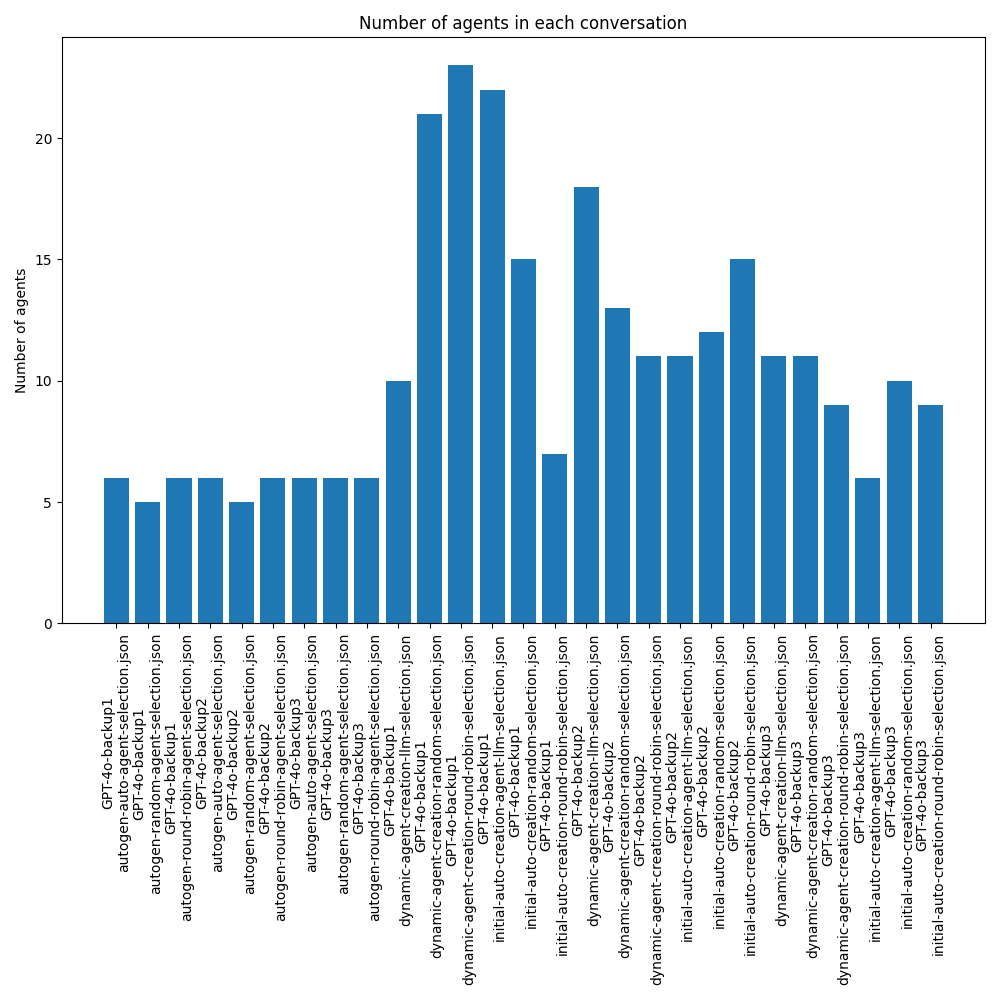 Number of agents in each conversation
Number of agents
20
15
10
5
0
GPT-4o-backup1
autogen-auto-agent-selection.json
GPT-4o-backup1
autogen-random-agent-selection.json
GPT-4o-backup1
autogen-round-robin-agent-selection.json
GPT-4o-backup2
autogen-auto-agent-selection.json
GPT-4o-backup2
autogen-random-agent-selection.json
GPT-4o-backup2
autogen-round-robin-agent-selection.json
GPT-4o-backup3
autogen-auto-agent-selection.json
GPT-4o-backup3
autogen-random-agent-selection.json
GPT-4o-backup3
autogen-round-robin-agent-selection.json
GPT-4o-backup1
dynamic-agent-creation-llm-selection.json
GPT-4o-backup1
dynamic-agent-creation-random-selection.json
GPT-4o-backup1
dynamic-agent-creation-round-robin-selection.json
GPT-4o-backup1
initial-auto-creation-agent-llm-selection.json
GPT-4o-backup1
initial-auto-creation-random-selection.json
GPT-4o-backup1
initial-auto-creation-round-robin-selection.json
GPT-4o-backup2
dynamic-agent-creation-llm-selection.json
GPT-4o-backup2
dynamic-agent-creation-random-selection.json
GPT-4o-backup2
dynamic-agent-creation-round-robin-selection.json
GPT-4o-backup2
initial-auto-creation-agent-llm-selection.json
GPT-4o-backup2
initial-auto-creation-random-selection.json
GPT-4o-backup2
initial-auto-creation-round-robin-selection.json
GPT-4o-backup3
dynamic-agent-creation-llm-selection.json
GPT-4o-backup3
dynamic-agent-creation-random-selection.json
GPT-4o-backup3
dynamic-agent-creation-round-robin-selection.json
GPT-4o-backup3
initial-auto-creation-agent-llm-selection.json
GPT-4o-backup3
initial-auto-creation-random-selection.json
GPT-4o-backup3
initial-auto-creation-round-robin-selection.json